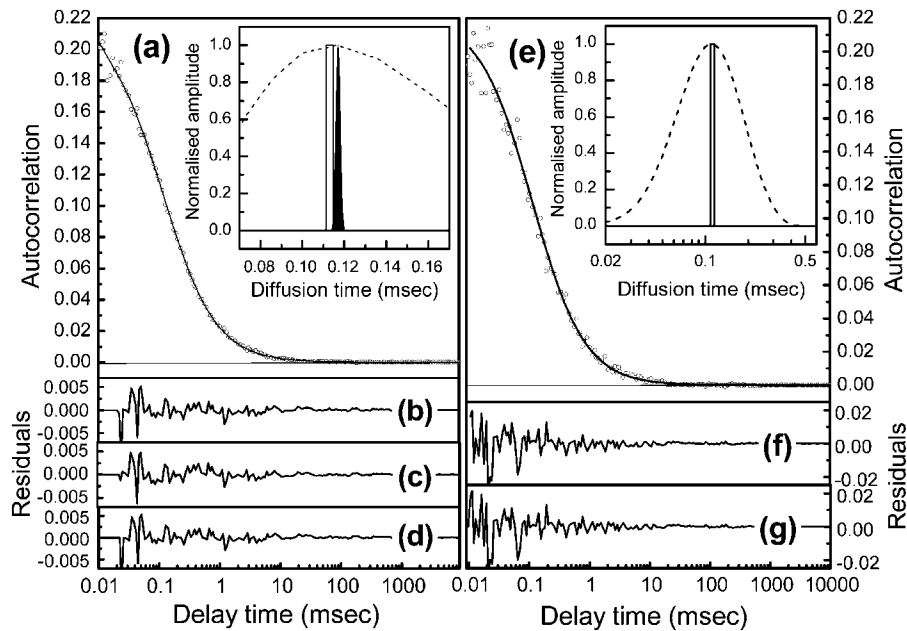 (a)
0.22
0.20
0.18
0.16
0.14
0.12
0.10
0.08
0.06
0.04
0.02
0.00
Autocorrelation
1.0
0.8
0.6
0.4
0.2
0.0
Normalised amplitude
0.08 0.10 0.12 0.14 0.16
Diffusion time (msec)
0.005
0.000
-0.005
(b)
0.005
0.000
-0.005
(c)
0.005
0.000
-0.005
(d)
Residuals
0.01 0.1 1 10 100 1000
Delay time (msec)
(e)
1.0
0.8
0.6
0.4
0.2
0.0
Normalised amplitude
0.02 0.1 0.5
Diffusion time (msec)
0.22
0.20
0.18
0.16
0.14
0.12
0.10
0.08
0.06
0.04
0.02
0.00
Autocorrelation
(f)
0.02
0.00
-0.02
(g)
0.02
0.00
-0.02
Residuals
0.01 0.1 1 10 100 1000 10000
Delay time (msec)